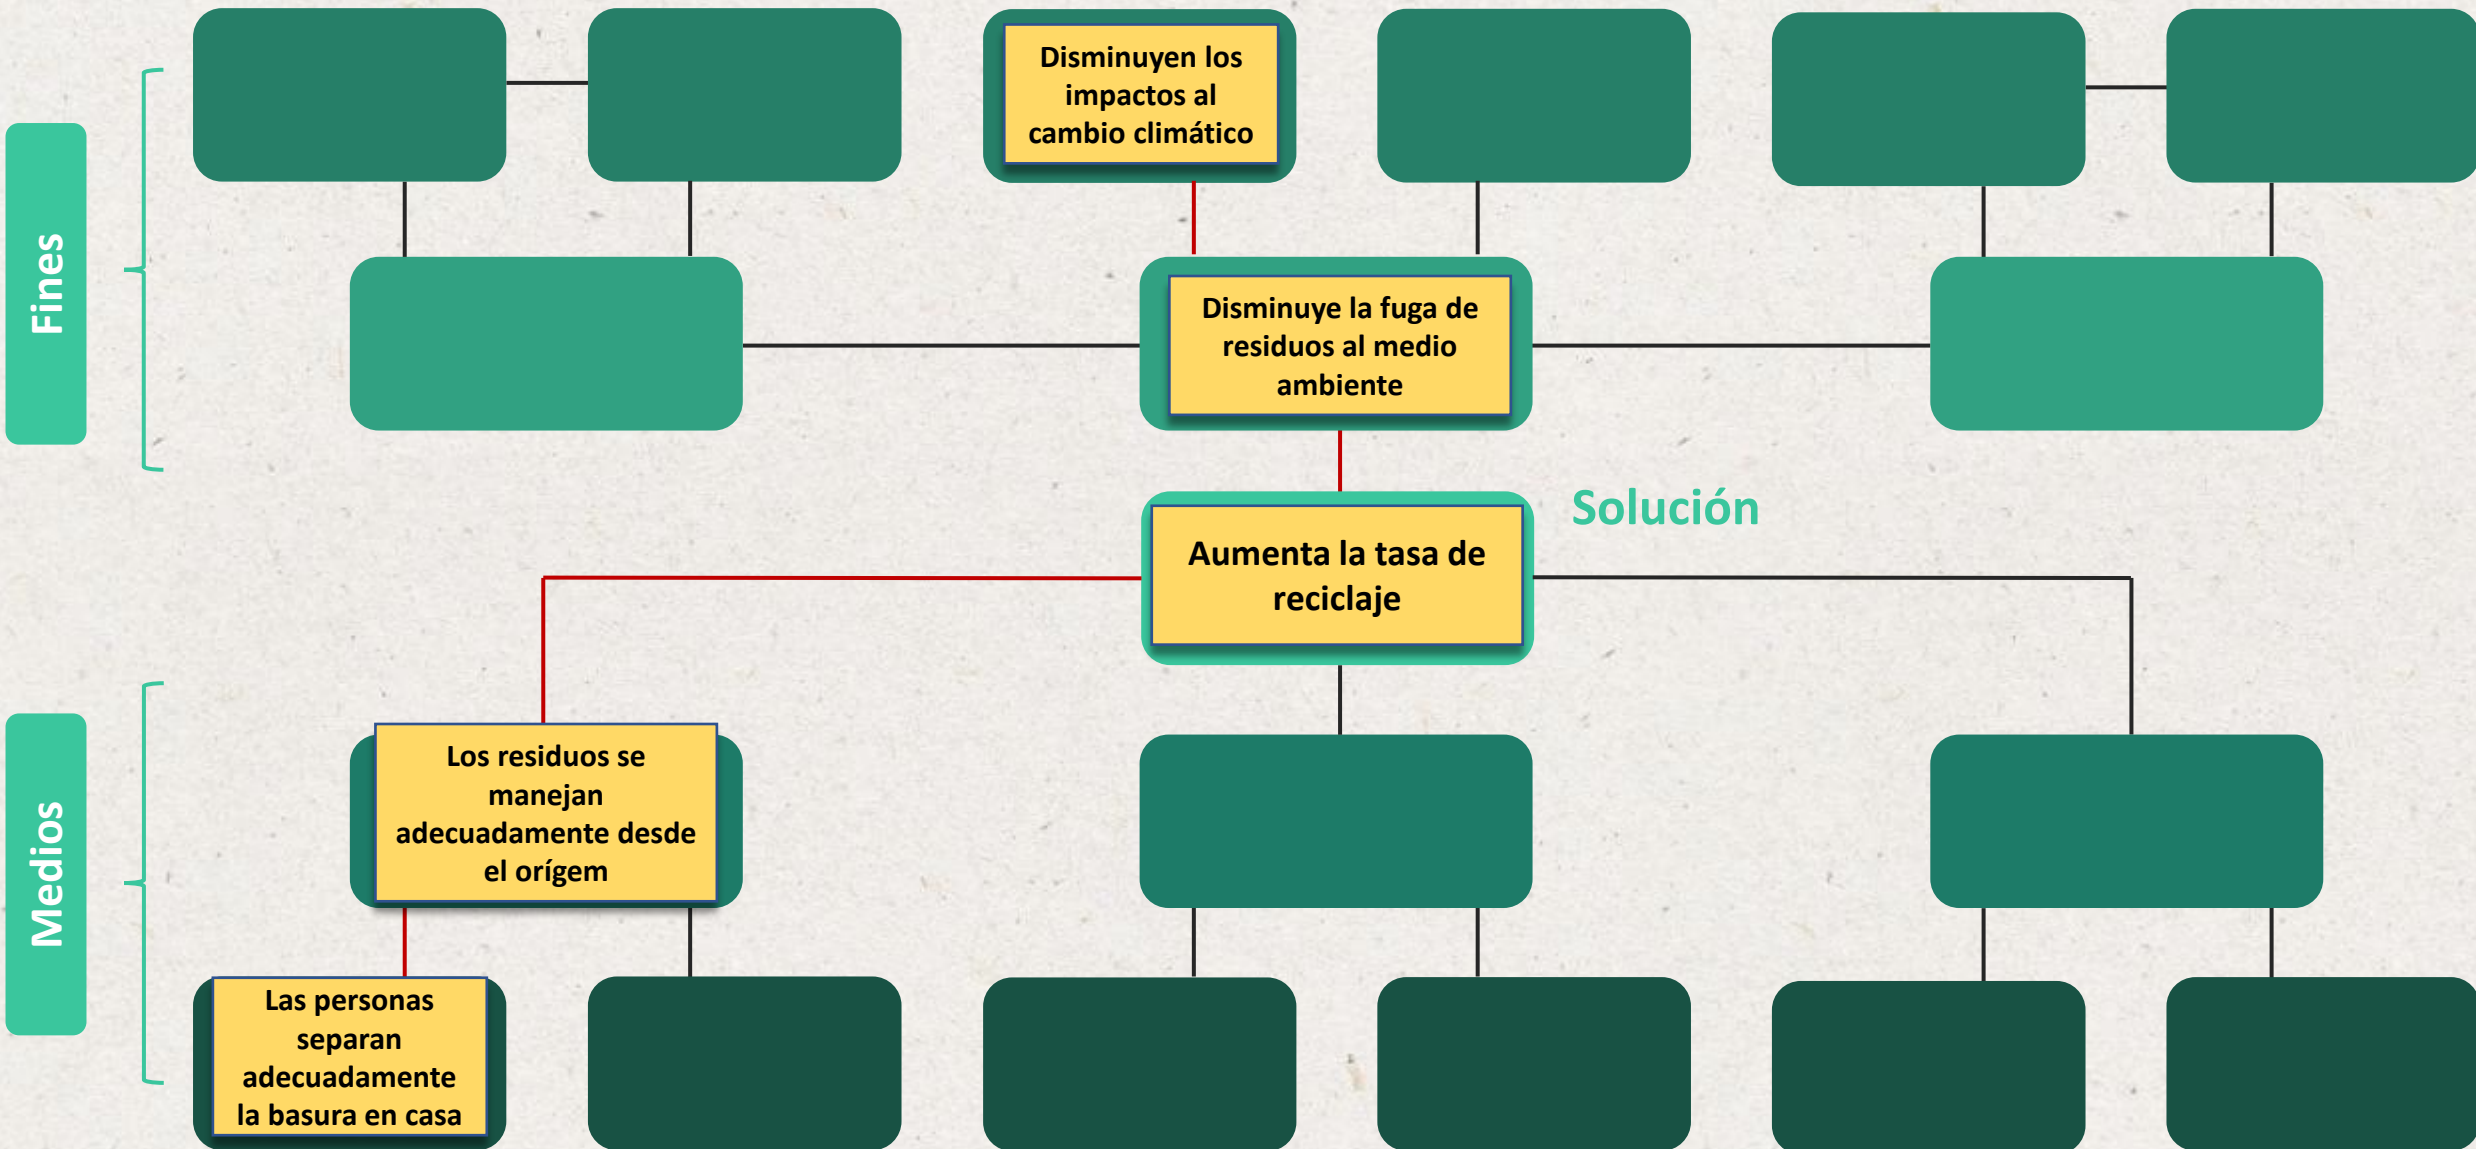 Disminuyen los
impactos al
cambio climático
Fines
Disminuye la fuga de
residuos al medio
ambiente
Solución
Aumenta la tasa de
reciclaje
Medios
Los residuos se
manejan
adecuadamente desde
el orígem
Las personas
separan
adecuadamente
la basura en casa